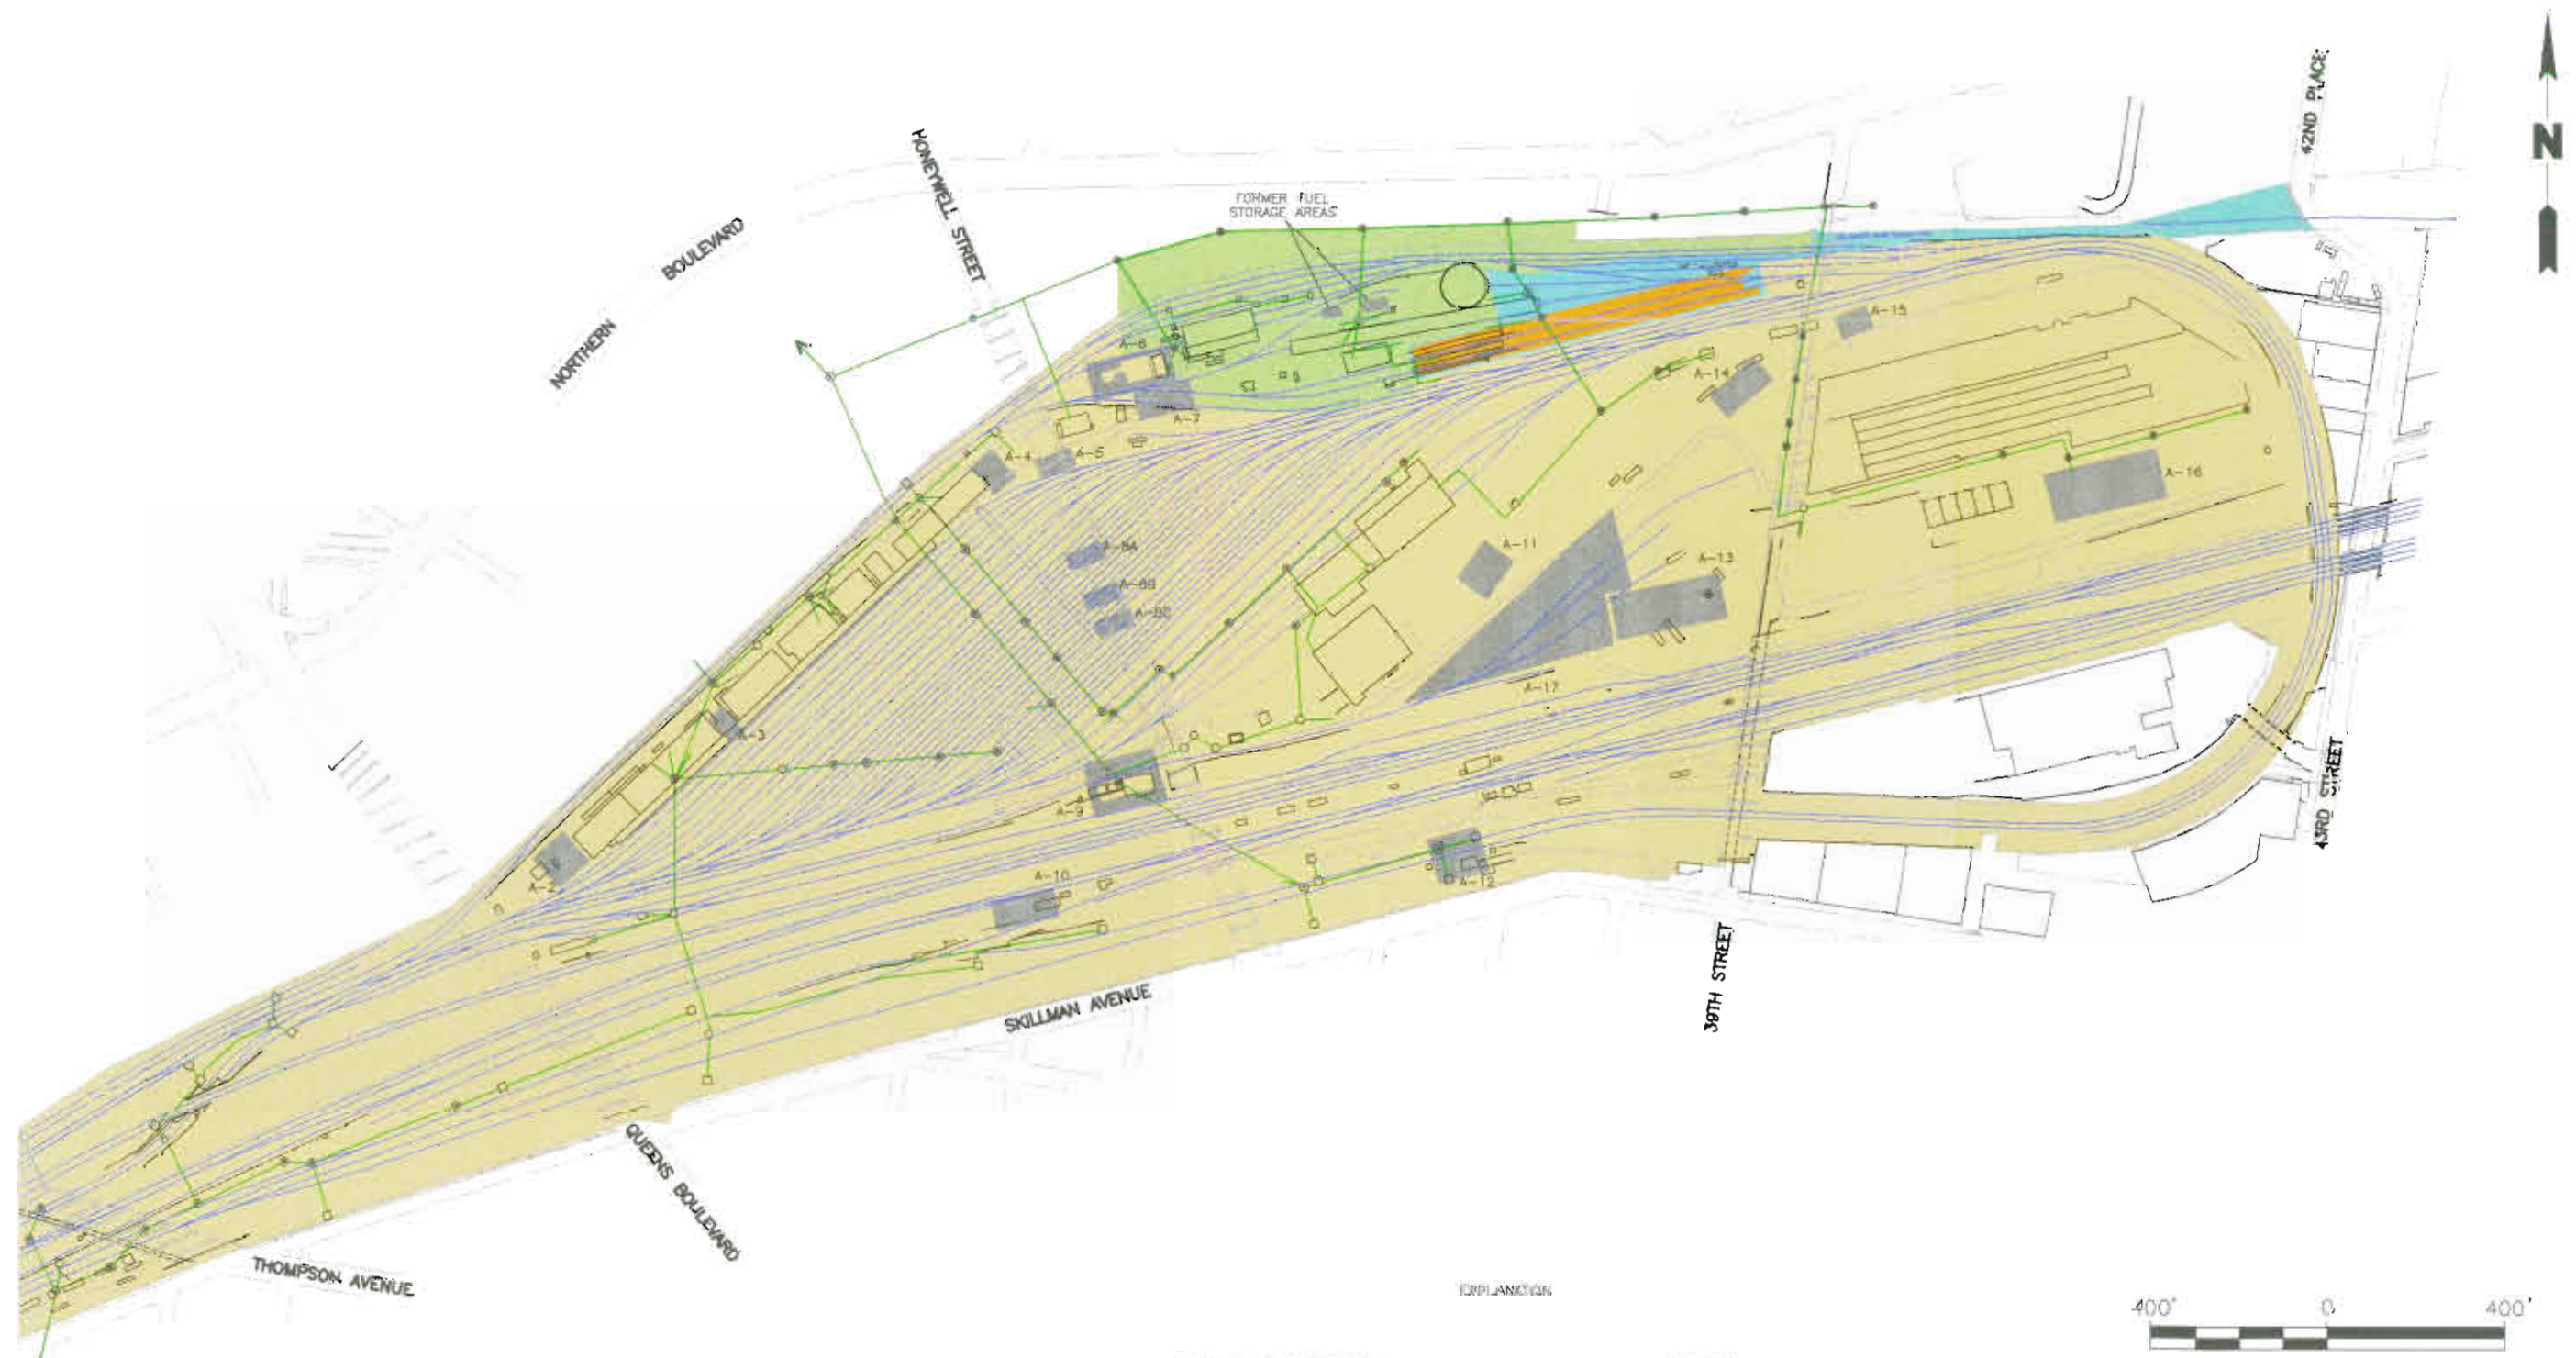 42ND PLACE
N
HONEYWELL STREET
FORMER FUEL
STORAGE AREAS
NORTHERN BOULEVARD
A-15
A-6
A-14
A-7
A-4
A-5
A-16
A-11
A-8A
A-13
A-8B
A-8C
A-17
A-3
A-9
43RD STREET
A-2
A-10
A-12
39TH STREET
SKILLMAN AVENUE
QUEENS BOULEVARD
THOMPSON AVENUE
EXPLANATION
400' 0 400'